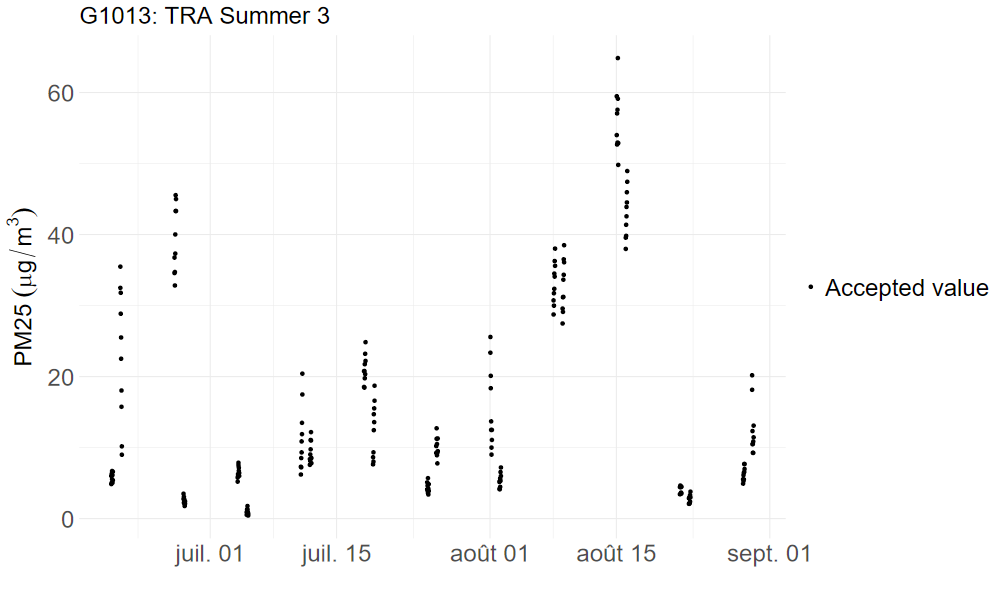 G1013: TRA Summer 3
PM25 (μg/m³)
60
40
20
0
juil. 01 juil. 15 août 01 août 15 sept. 01
Accepted value